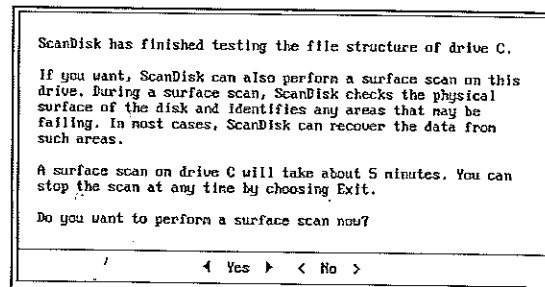 ScanDisk has finished testing the file structure of drive C.
If you want, ScanDisk can also perform a surface scan on this
drive. During a surface scan, ScanDisk checks the physical
surface of the disk and identifies any areas that may be
failing. In most cases, ScanDisk can recover the data from
such areas.
A surface scan on drive C will take about 5 minutes. You can
stop the scan at any time by choosing Exit.
Do you want to perform a surface scan now?
◄ Yes ► < No >